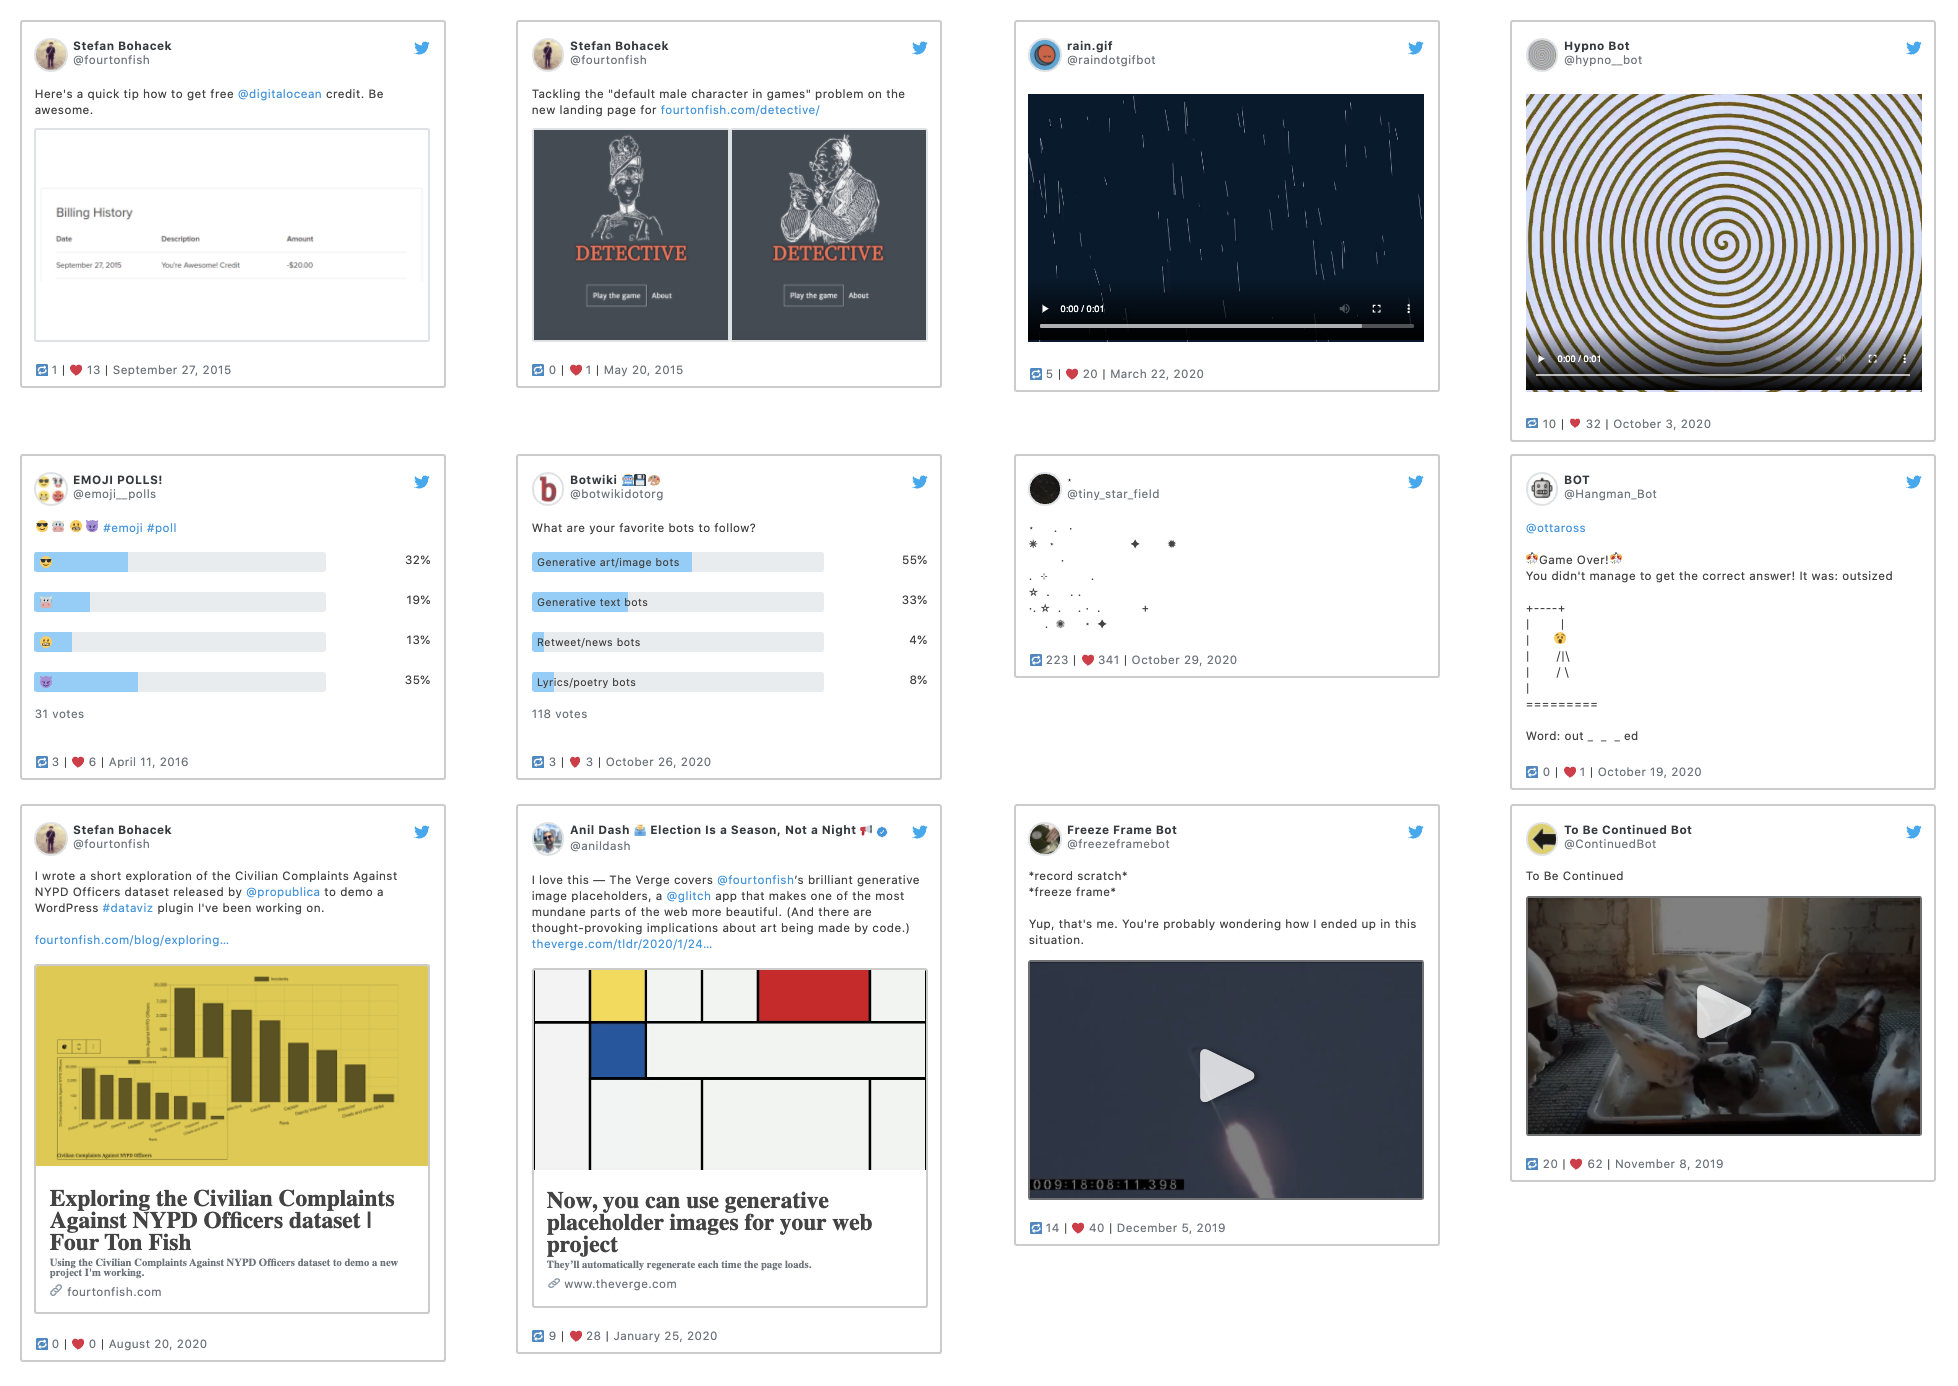 Stefan Bohacek
@fourtonfish
Here's a quick tip how to get free @digitalocean credit. Be
awesome.
Billing History
Date Description Amount
September 27, 2015 You're Awesome! Credit -$20.00
1 | ❤️ 13 | September 27, 2015
Stefan Bohacek
@fourtonfish
Tackling the "default male character in games" problem on the
new landing page for fourtonfish.com/detective/
DETECTIVE
Play the game About
DETECTIVE
Play the game About
0 | ❤️ 1 | May 20, 2015
rain.gif
@raindotgifbot
0:00 / 0:01
5 | ❤️ 20 | March 22, 2020
Hypno Bot
@hypno__bot
0:00 / 0:01
10 | ❤️ 32 | October 3, 2020
EMOJI POLLS!
@emoji__polls
#emoji #poll
32%
19%
13%
35%
31 votes
3 | ❤️ 6 | April 11, 2016
Botwiki
@botwikidotorg
What are your favorite bots to follow?
Generative art/image bots 55%
Generative text bots 33%
Retweet/news bots 4%
Lyrics/poetry bots 8%
118 votes
3 | ❤️ 3 | October 26, 2020
@tiny_star_field
223 | ❤️ 341 | October 29, 2020
BOT
@Hangman_Bot
@ottaross
Game Over!
You didn't manage to get the correct answer! It was: outsized
+----+
|    |
|    😵
|    /|\
|    / \
|
=========
Word: out _ _ _ ed
0 | ❤️ 1 | October 19, 2020
Stefan Bohacek
@fourtonfish
I wrote a short exploration of the Civilian Complaints Against
NYPD Officers dataset released by @propublica to demo a
WordPress #dataviz plugin I've been working on.
fourtonfish.com/blog/exploring…
Civilian Complaints Against NYPD Officers
Exploring the Civilian Complaints
Against NYPD Officers dataset |
Four Ton Fish
Using the Civilian Complaints Against NYPD Officers dataset to demo a new
project I'm working.
fourtonfish.com
0 | ❤️ 0 | August 20, 2020
Anil Dash Election Is a Season, Not a Night
@anildash
I love this — The Verge covers @fourtonfish's brilliant generative
image placeholders, a @glitch app that makes one of the most
mundane parts of the web more beautiful. (And there are
thought-provoking implications about art being made by code.)
theverge.com/tldr/2020/1/24…
Now, you can use generative
placeholder images for your web
project
They'll automatically regenerate each time the page loads.
www.theverge.com
9 | ❤️ 28 | January 25, 2020
Freeze Frame Bot
@freezeframebot
*record scratch*
*freeze frame*
Yup, that's me. You're probably wondering how I ended up in this
situation.
009:18:08:11.398
14 | ❤️ 40 | December 5, 2019
To Be Continued Bot
@ContinuedBot
To Be Continued
20 | ❤️ 62 | November 8, 2019